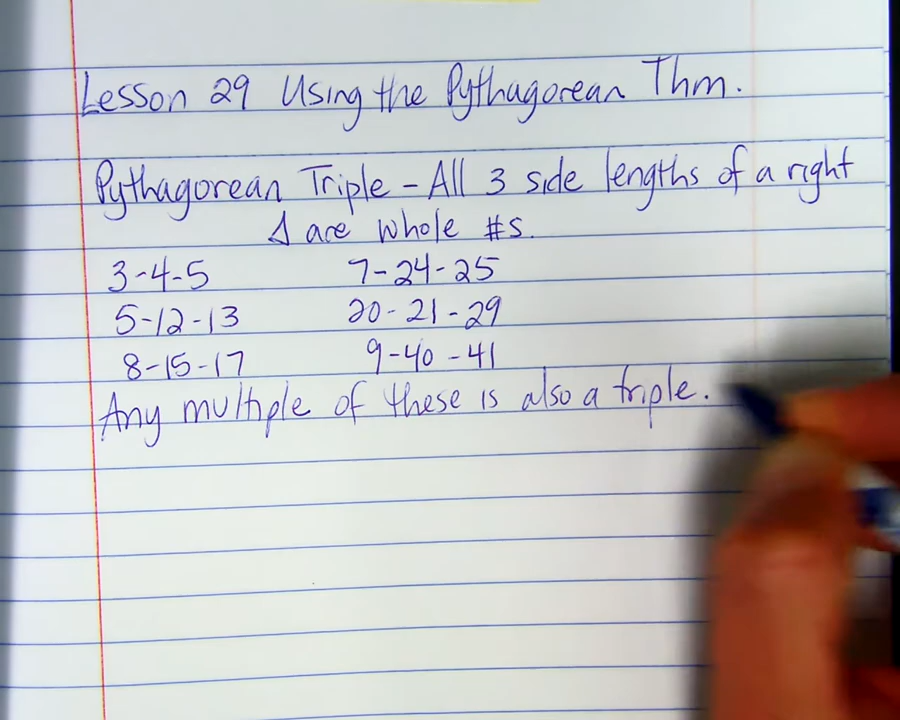 Lesson 29 Using the Pythagorean Thm.
Pythagorean Triple - All 3 side lengths of a right
Δ are whole #s.
3-4-5 7-24-25
5-12-13 20-21-29
8-15-17 9-40-41
Any multiple of these is also a triple.